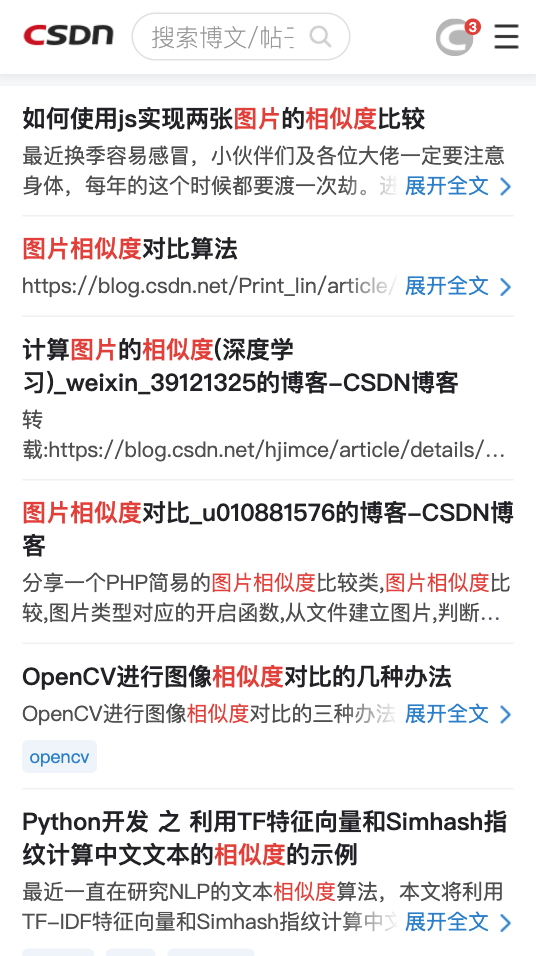 CSDN
搜索博文/帖子
3
如何使用js实现两张图片的相似度比较
最近换季容易感冒，小伙伴们及各位大佬一定要注意
身体，每年的这个时候都要渡一次劫。进 展开全文
图片相似度对比算法
https://blog.csdn.net/Print_lin/article/ 展开全文
计算图片的相似度(深度学
习)_weixin_39121325的博客-CSDN博客
转
载:https://blog.csdn.net/hjimce/article/details/...
图片相似度对比_u010881576的博客-CSDN博
客
分享一个PHP简易的图片相似度比较类,图片相似度比
较,图片类型对应的开启函数,从文件建立图片,判断...
OpenCV进行图像相似度对比的几种办法
OpenCV进行图像相似度对比的三种办法 展开全文
opencv
Python开发 之 利用TF特征向量和Simhash指
纹计算中文文本的相似度的示例
最近一直在研究NLP的文本相似度算法，本文将利用
TF-IDF特征向量和Simhash指纹计算中文 展开全文